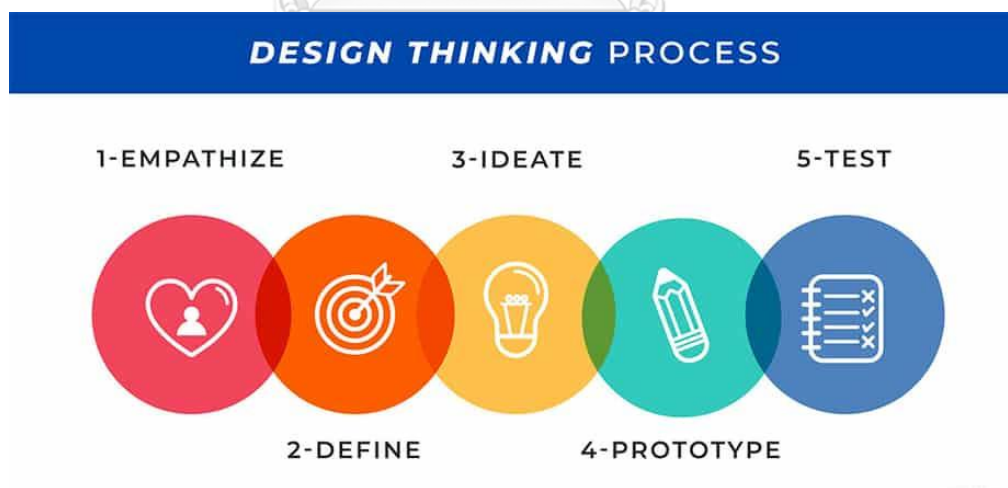 DESIGN THINKING PROCESS
1-EMPATHIZE
3-IDEATE
5-TEST
2-DEFINE
4-PROTOTYPE